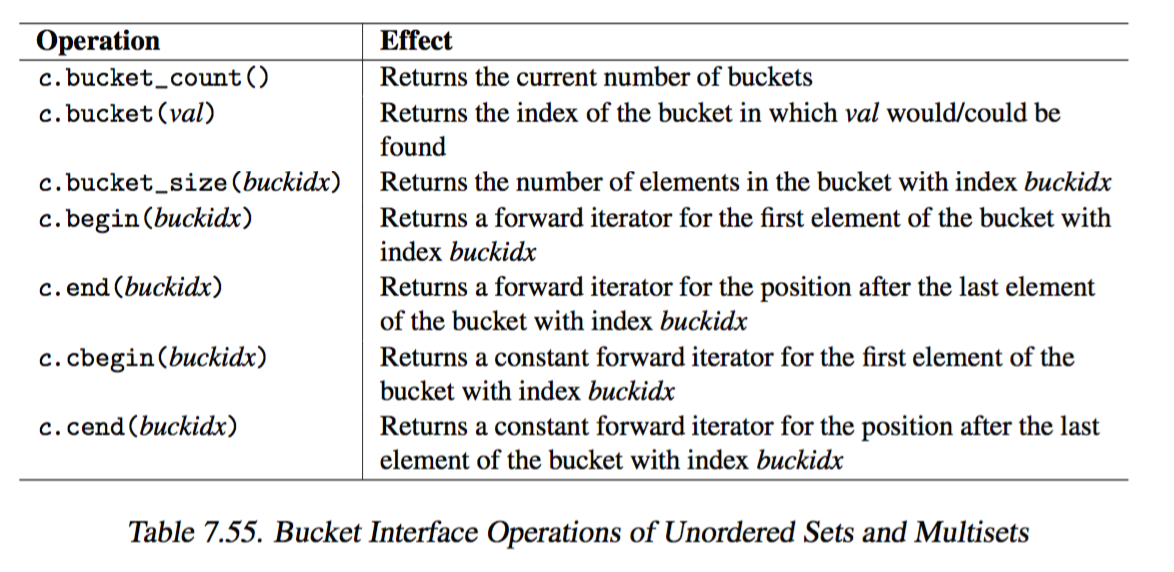 Operation Effect
c.bucket_count() Returns the current number of buckets
c.bucket(val) Returns the index of the bucket in which val would/could be
found
c.bucket_size(buckidx) Returns the number of elements in the bucket with index buckidx
c.begin(buckidx) Returns a forward iterator for the first element of the bucket with
index buckidx
c.end(buckidx) Returns a forward iterator for the position after the last element
of the bucket with index buckidx
c.cbegin(buckidx) Returns a constant forward iterator for the first element of the
bucket with index buckidx
c.cend(buckidx) Returns a constant forward iterator for the position after the last
element of the bucket with index buckidx
Table 7.55. Bucket Interface Operations of Unordered Sets and Multisets